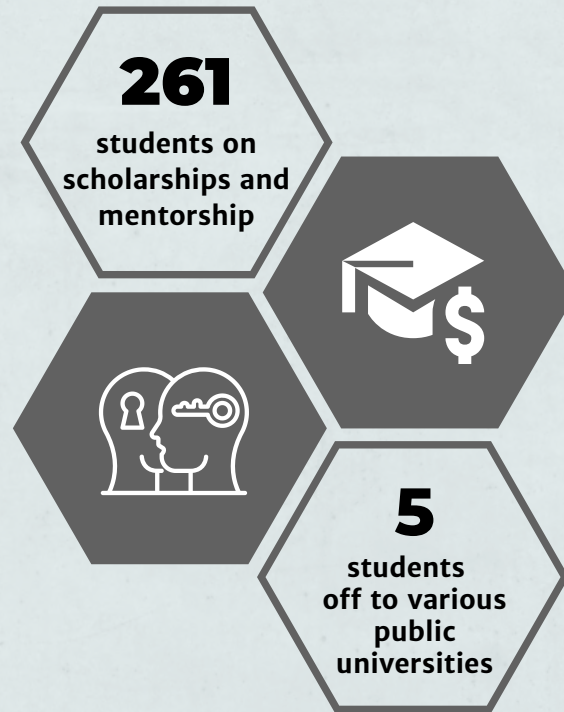 261
students on
scholarships and
mentorship
$
5
students
off to various
public
universities